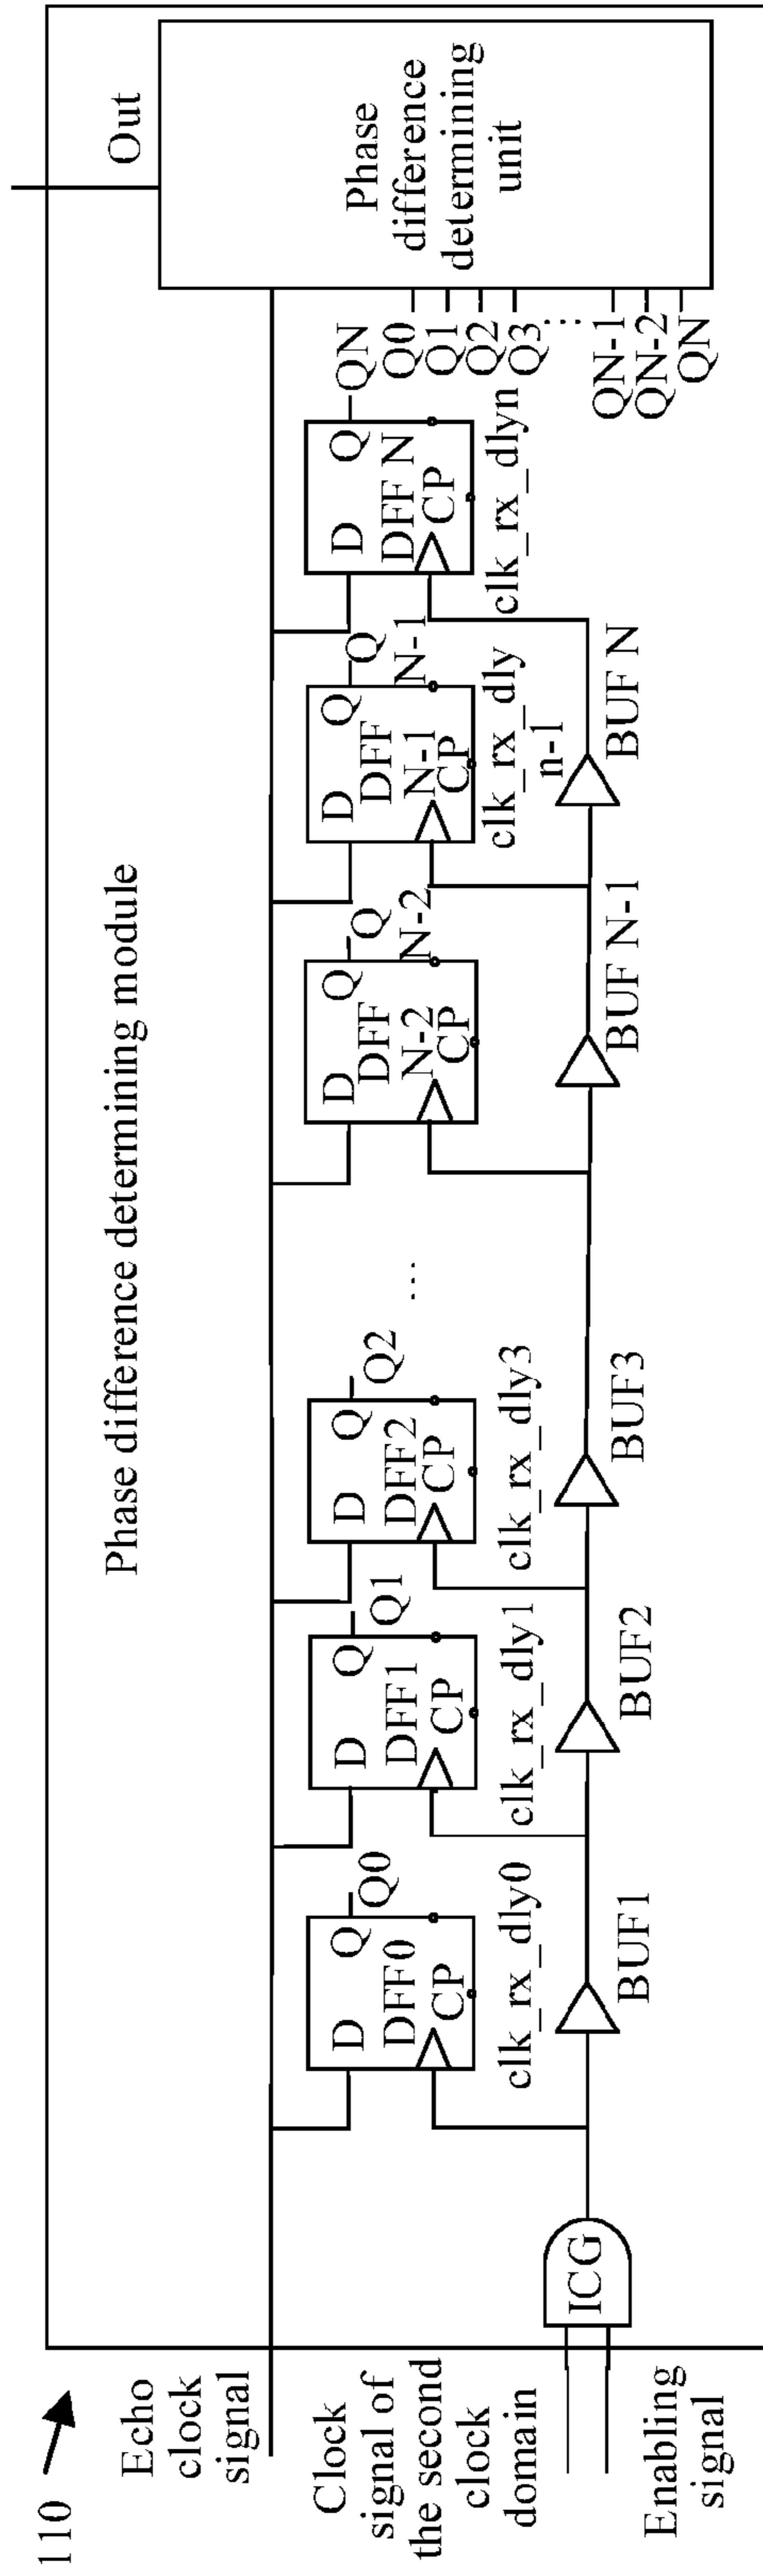 110
Phase difference determining module
Out
Echo
clock
signal
Clock
signal of
the second
clock
domain
Enabling
signal
ICG
D
Q
DFF0
CP
Q0
clk_rx_dly0
BUF1
D
Q
DFF1
CP
Q1
clk_rx_dly1
BUF2
D
Q
DFF2
CP
Q2
clk_rx_dly3
BUF3
...
D
Q
DFF
N-2
CP
Q
N-2
BUF N-1
D
Q
DFF
N-1
CP
Q
N-1
clk_rx_dly
n-1
BUF N
D
Q
DFF N
CP
QN
clk_rx_dlyn
Q0
Q1
Q2
Q3
...
QN-1
QN-2
QN
Phase
difference
determining
unit